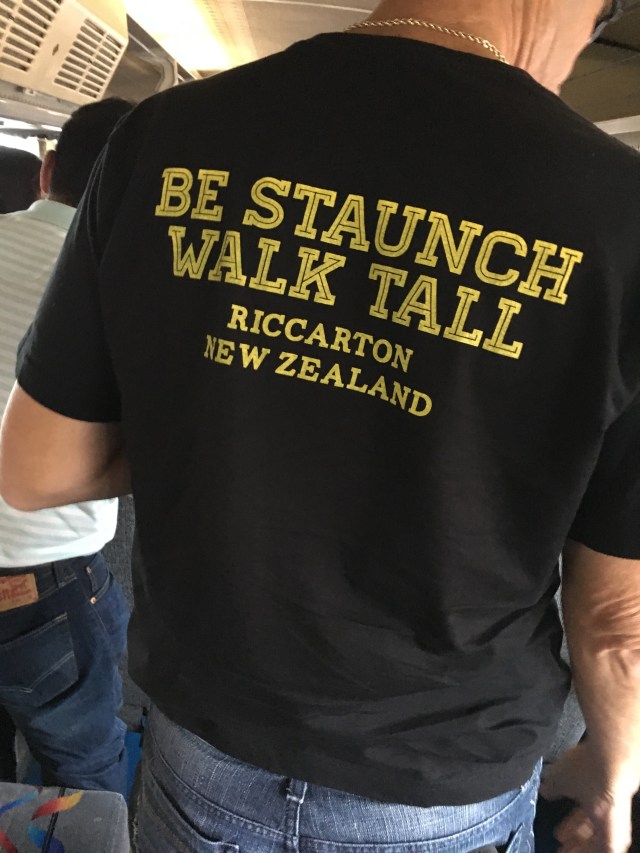 BE STAUNCH
WALK TALL
RICCARTON
NEW ZEALAND